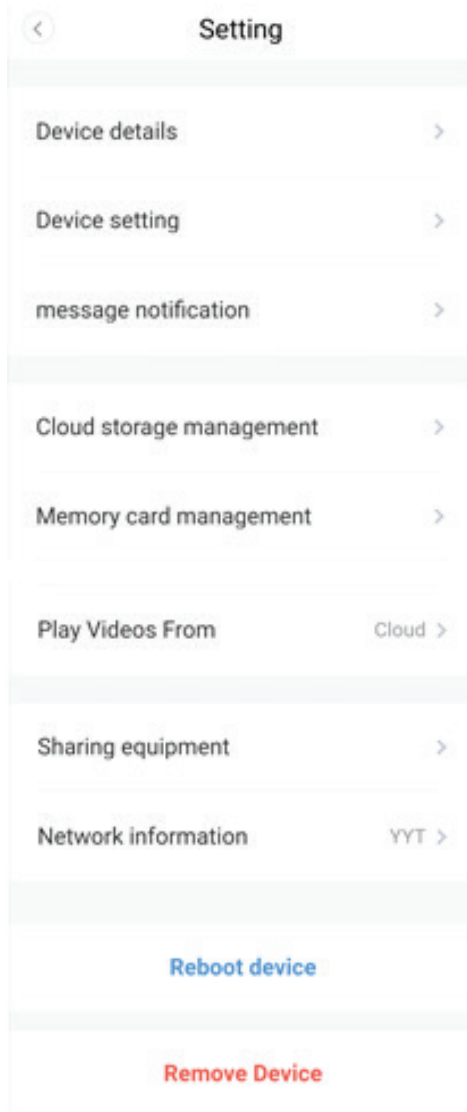 Setting
Device details
Device setting
message notification
Cloud storage management
Memory card management
Play Videos From Cloud
Sharing equipment
Network information YYT
Reboot device
Remove Device